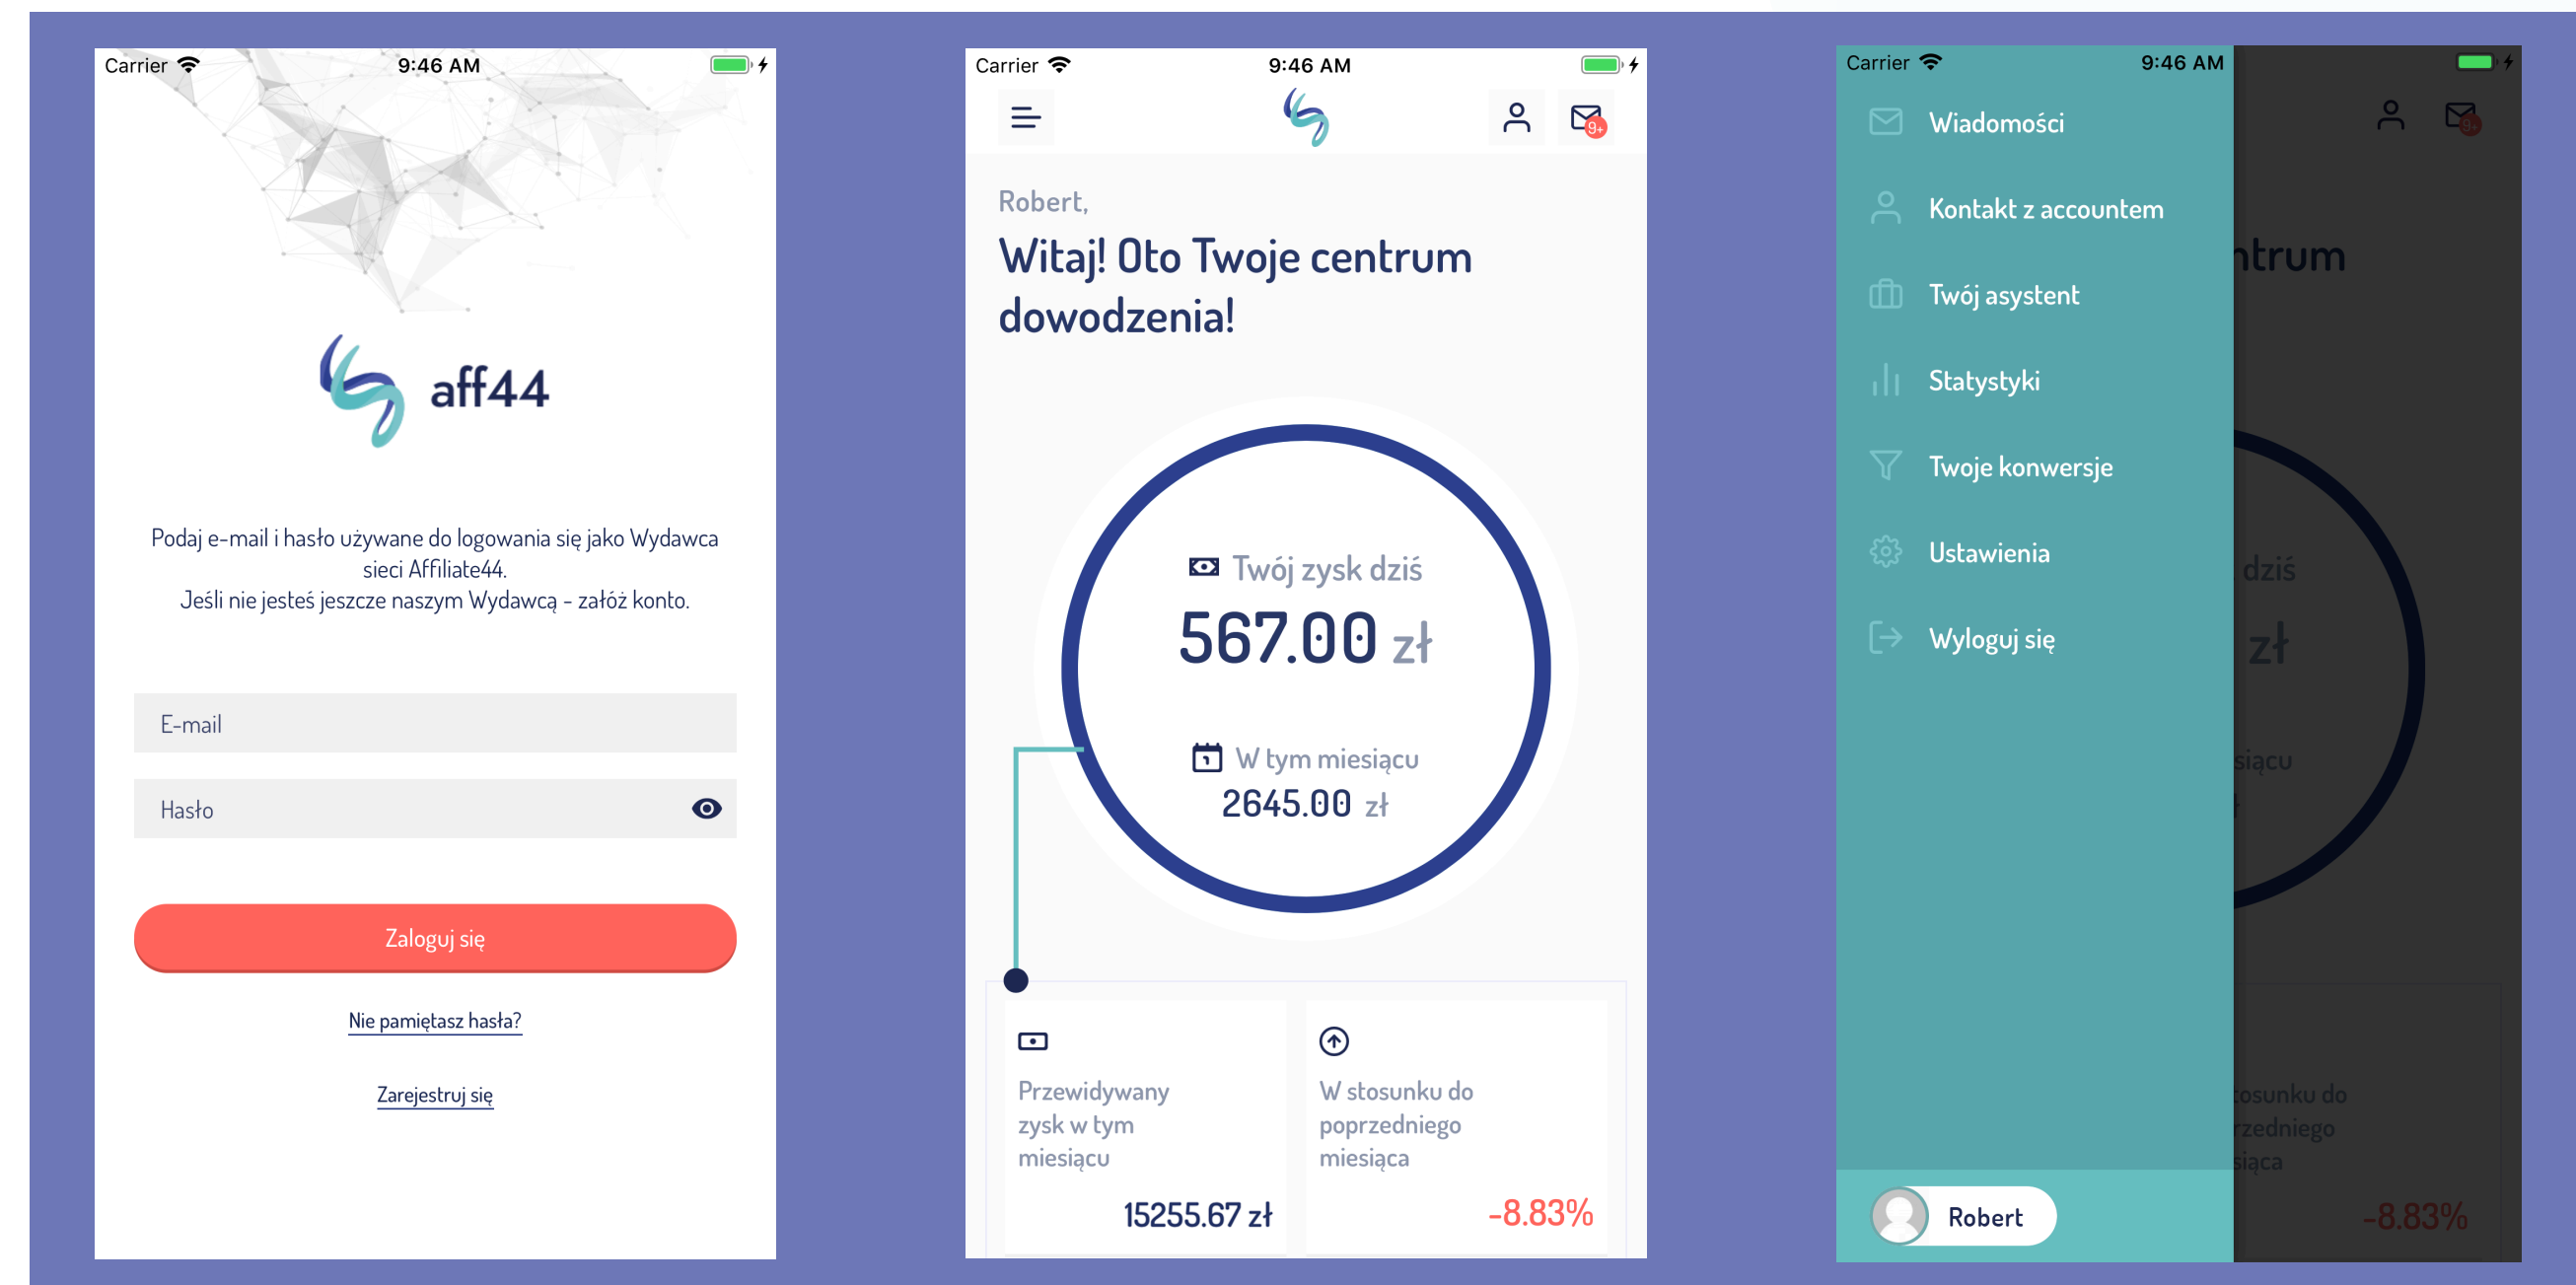 Carrier
9:46 AM
aff44
Podaj e-mail i hasło używane do logowania się jako Wydawca
sieci Affiliate44.
Jeśli nie jesteś jeszcze naszym Wydawcą - załóż konto.
E-mail
Hasło
Zaloguj się
Nie pamiętasz hasła?
Zarejestruj się
Carrier
9:46 AM
9+
Robert,
Witaj! Oto Twoje centrum
dowodzenia!
Twój zysk dziś
567.00 zł
W tym miesiącu
2645.00 zł
Przewidywany
zysk w tym
miesiącu
15255.67 zł
W stosunku do
poprzedniego
miesiąca
-8.83%
Carrier
9:46 AM
9+
Wiadomości
Kontakt z accountem
Twój asystent
Statystyki
Twoje konwersje
Ustawienia
Wyloguj się
Robert
ntrum
dziś
zł
siącu
tosunku do
rzedniego
siąca
-8.83%